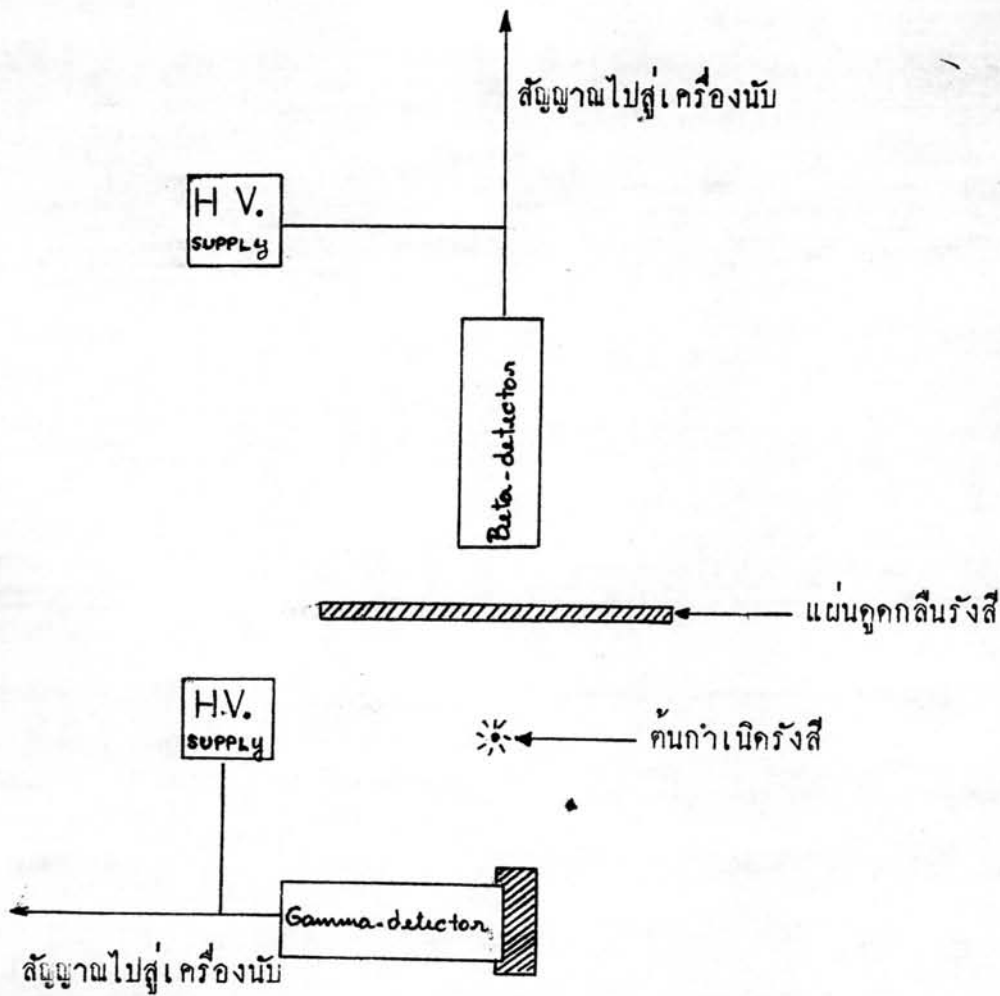 สัญญาณไปสู่เครื่องนับ
H V.
SUPPLY
Beta-detector
แผ่นดูดกลืนรังสี
H.V.
SUPPLY
ต้นกำเนิดรังสี
Gamma-detector
สัญญาณไปสู่เครื่องนับ